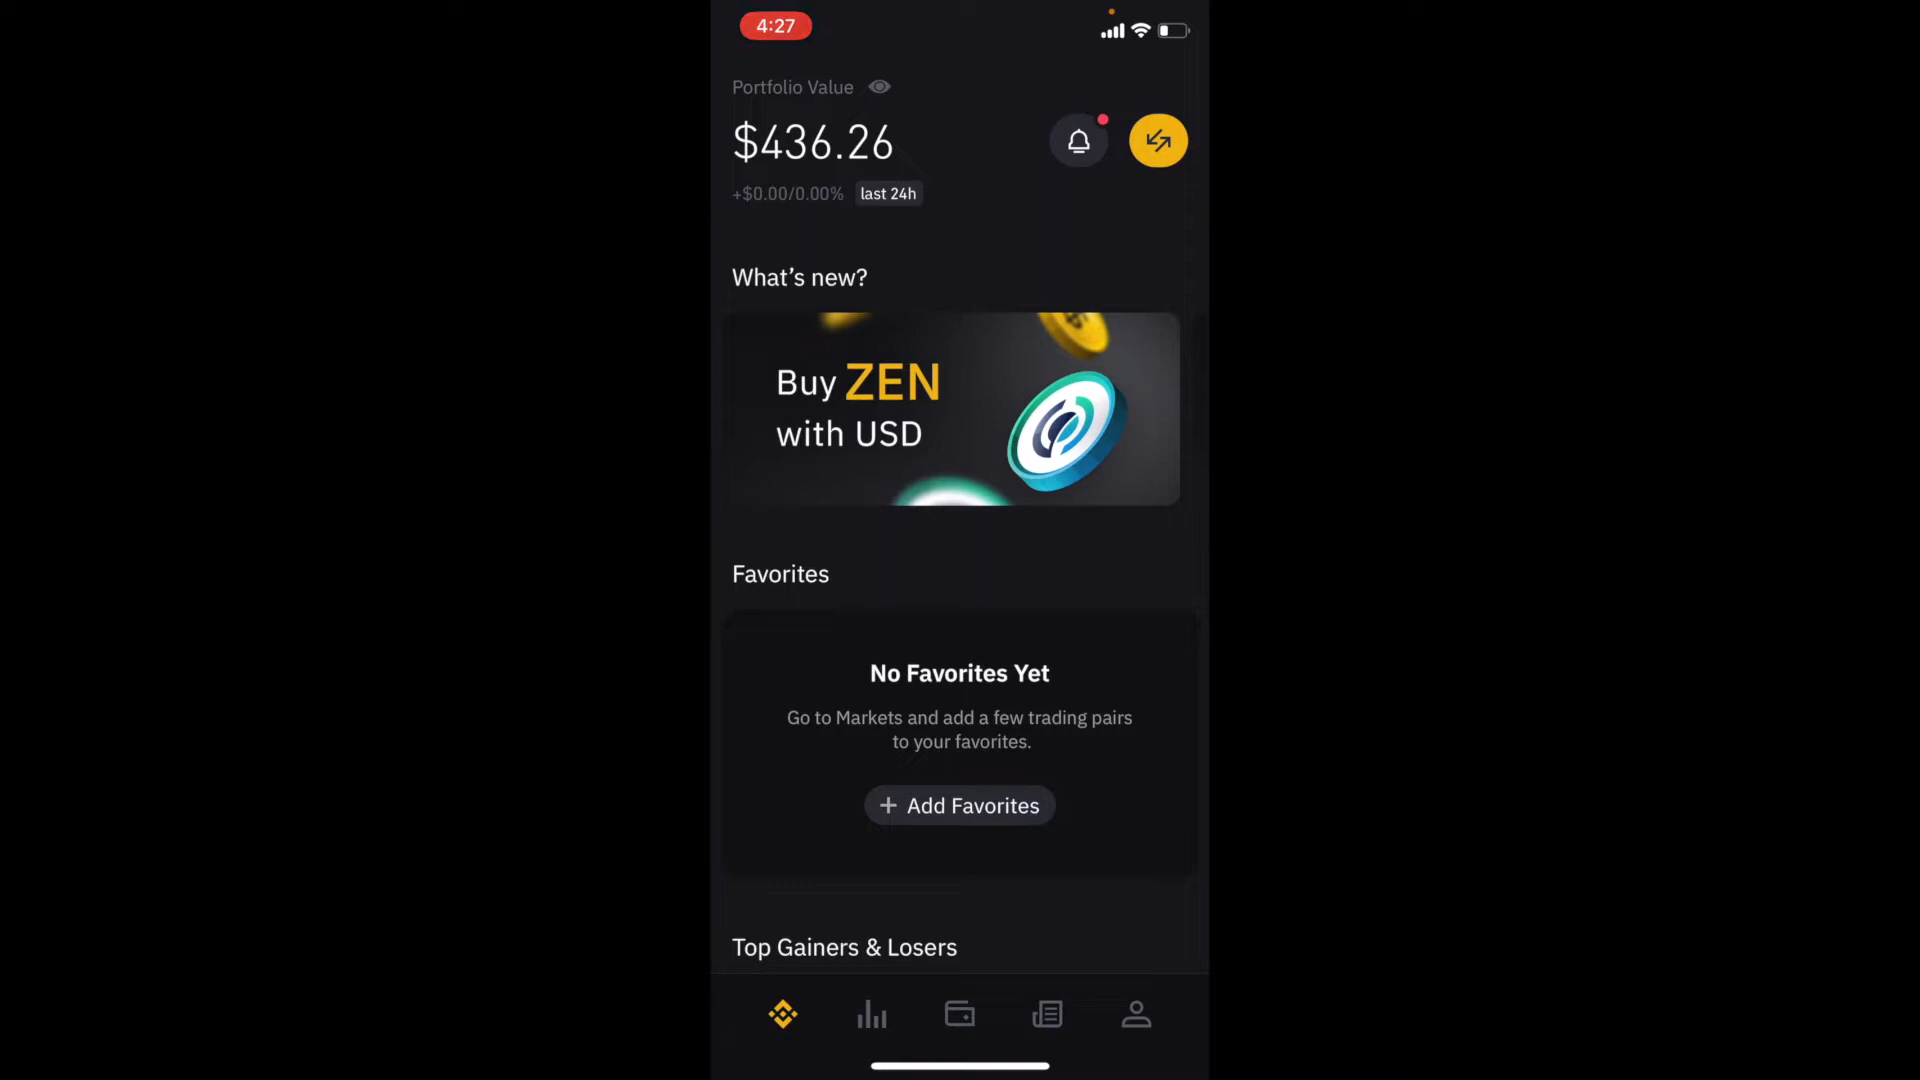 4:27
Portfolio Value
$436.26
+$0.00/0.00% last 24h
What's new?
Buy ZEN
with USD
Favorites
No Favorites Yet
Go to Markets and add a few trading pairs
to your favorites.
+ Add Favorites
Top Gainers & Losers